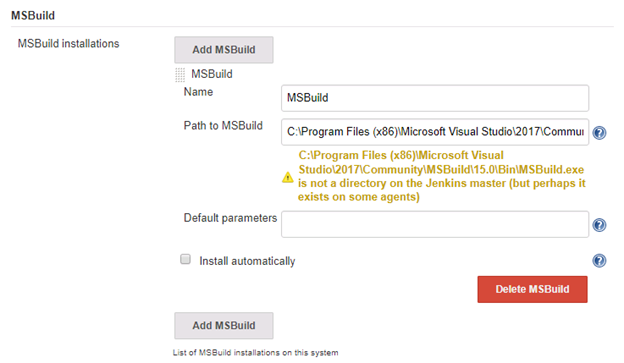 MSBuild
MSBuild installations
Add MSBuild
MSBuild
Name
MSBuild
Path to MSBuild
C:\Program Files (x86)\Microsoft Visual Studio\2017\Commu
C:\Program Files (x86)\Microsoft Visual
Studio\2017\Community\MSBuild\15.0\Bin\MSBuild.exe
is not a directory on the Jenkins master (but perhaps it
exists on some agents)
Default parameters
Install automatically
Delete MSBuild
Add MSBuild
List of MSBuild installations on this system